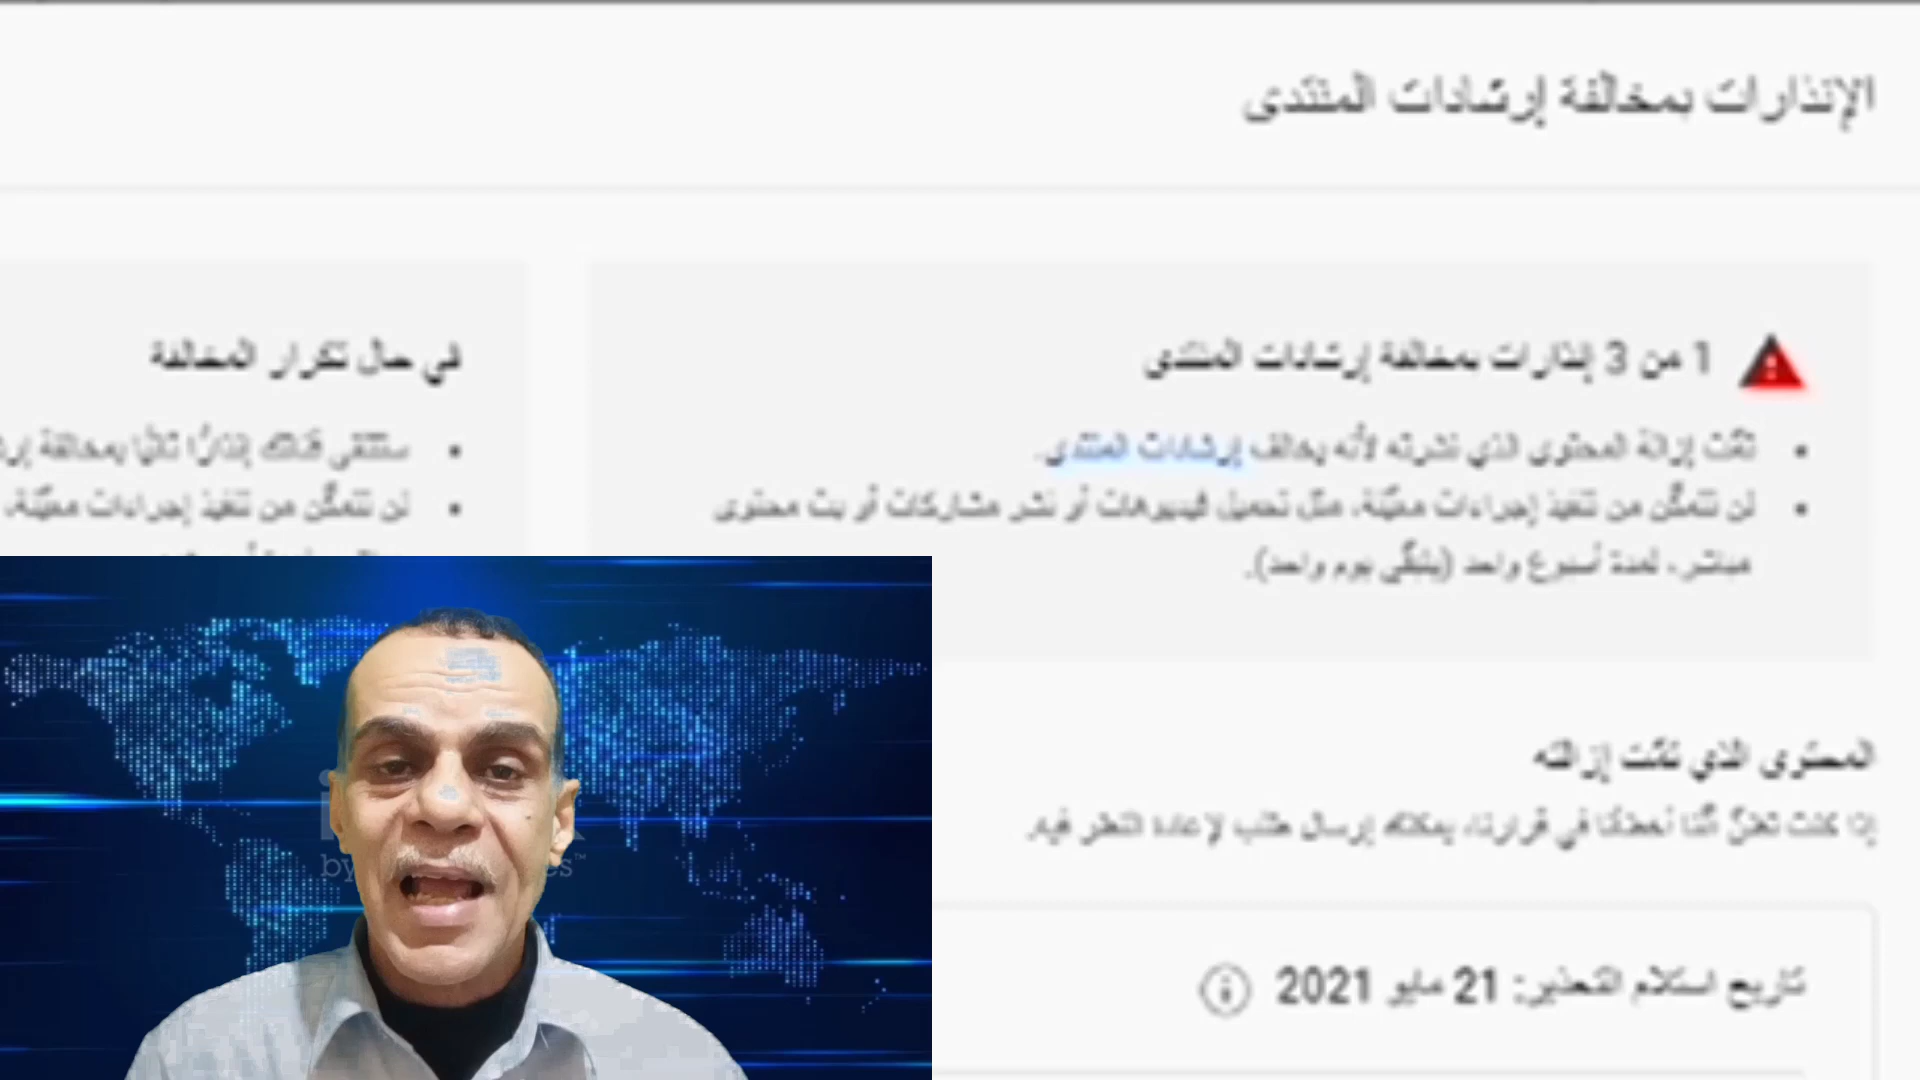 الإنذارات بمخالفة إرشادات المنتدى
1 من 3 إنذارات بمخالفة إرشادات المنتدى
تمّت إزالة المحتوى الذي نشرته لأنه يخالف إرشادات المنتدى.
لن تتمكّن من تنفيذ إجراءات معيّنة، مثل تحميل فيديوهات أو نشر مشاركات أو بث محتوى
مباشر، لمدة أسبوع واحد (يتبقّى يوم واحد).
في حال تكرار المخالفة
ستتلقى قناتك إنذارًا ثانيًا بمخالفة
لن تتمكّن من تنفيذ إجراءات معيّنة،
المحتوى الذي تمّت إزالته
إذا كنت تظنّ أننا أخطأنا في قرارنا، يمكنك إرسال طلب لإعادة النظر فيه.
تاريخ استلام التحذير: 21 مايو 2021
by